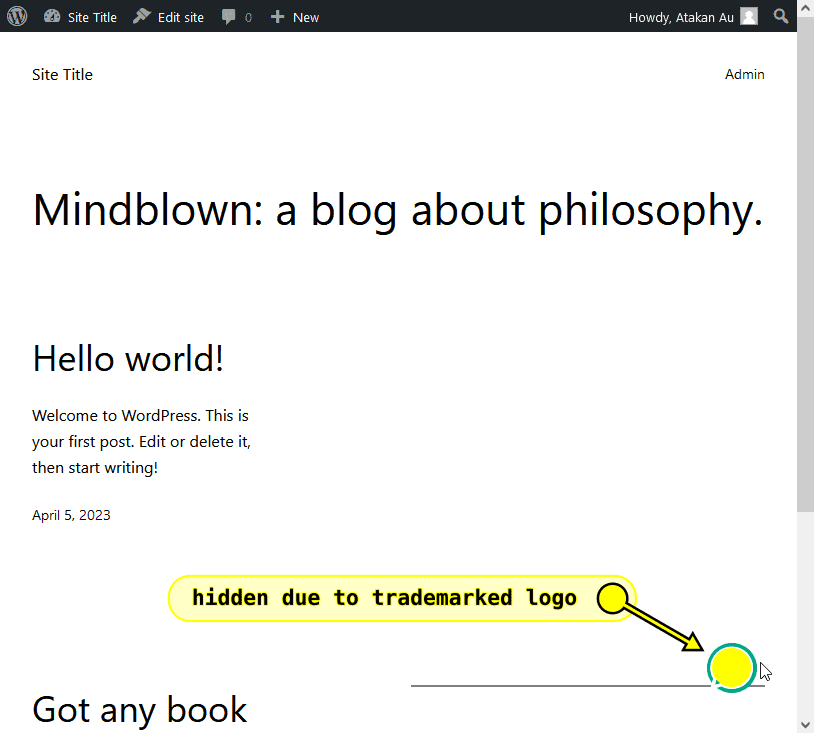 Site Title Edit site 0 New Howdy, Atakan Au
Site Title Admin
Mindblown: a blog about philosophy.
Hello world!
Welcome to WordPress. This is
your first post. Edit or delete it,
then start writing!
April 5, 2023
hidden due to trademarked logo
Got any book